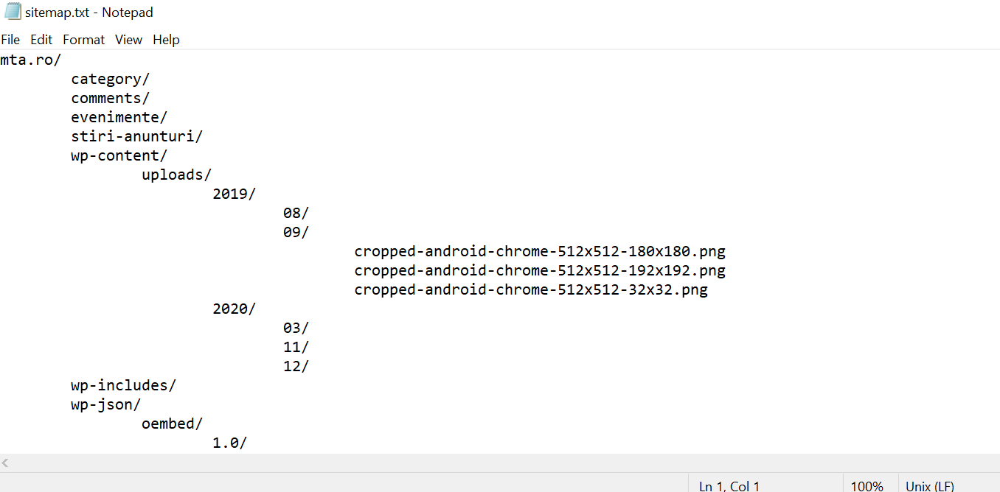 sitemap.txt - Notepad
File Edit Format View Help
mta.ro/
category/
comments/
evenimente/
stiri-anunturi/
wp-content/
uploads/
2019/
08/
09/
cropped-android-chrome-512x512-180x180.png
cropped-android-chrome-512x512-192x192.png
cropped-android-chrome-512x512-32x32.png
2020/
03/
11/
12/
wp-includes/
wp-json/
oembed/
1.0/
Ln 1, Col 1 100% Unix (LF)